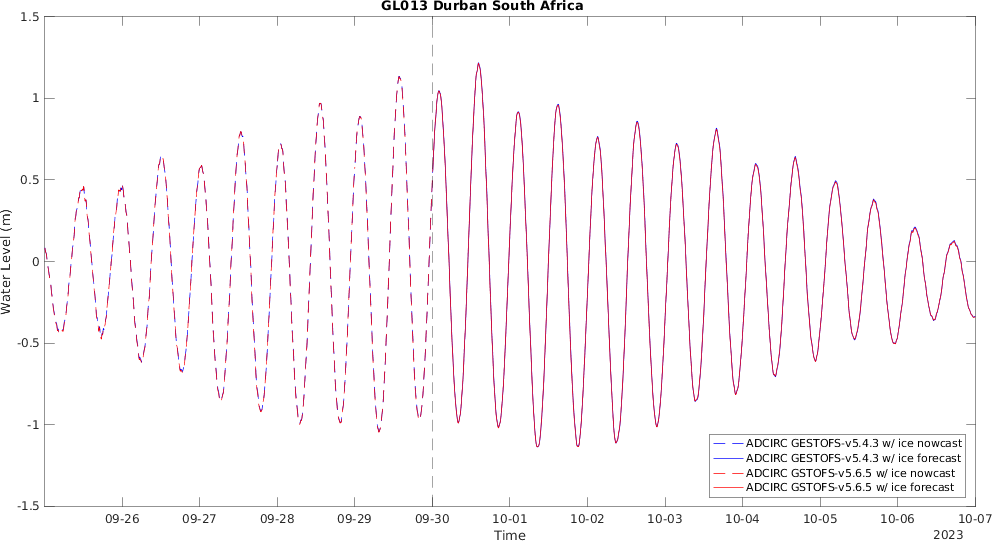 GL013 Durban South Africa
1.5
1
0.5
0
-0.5
-1
-1.5
Water Level (m)
09-26 09-27 09-28 09-29 09-30 10-01 10-02 10-03 10-04 10-05 10-06 10-07
Time
2023
ADCIRC GESTOFS-v5.4.3 w/ ice nowcast
ADCIRC GESTOFS-v5.4.3 w/ ice forecast
ADCIRC GSTOFS-v5.6.5 w/ ice nowcast
ADCIRC GSTOFS-v5.6.5 w/ ice forecast